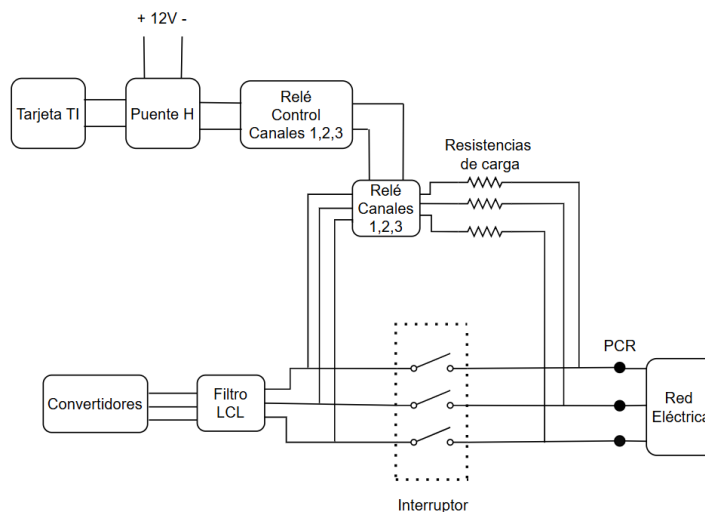 + 12V -
Tarjeta TI
Puente H
Relé
Control
Canales 1,2,3
Resistencias
de carga
Relé
Canales
1,2,3
PCR
Convertidores
Filtro
LCL
Red
Eléctrica
Interruptor